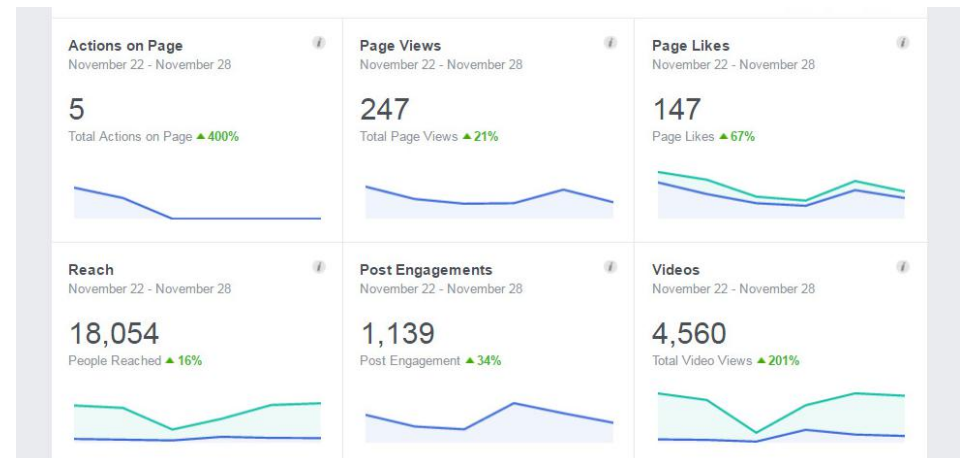 Actions on Page
November 22 - November 28
5
Total Actions on Page ▲ 400%
Page Views
November 22 - November 28
247
Total Page Views ▲ 21%
Page Likes
November 22 - November 28
147
Page Likes ▲ 67%
Reach
November 22 - November 28
18,054
People Reached ▲ 16%
Post Engagements
November 22 - November 28
1,139
Post Engagement ▲ 34%
Videos
November 22 - November 28
4,560
Total Video Views ▲ 201%